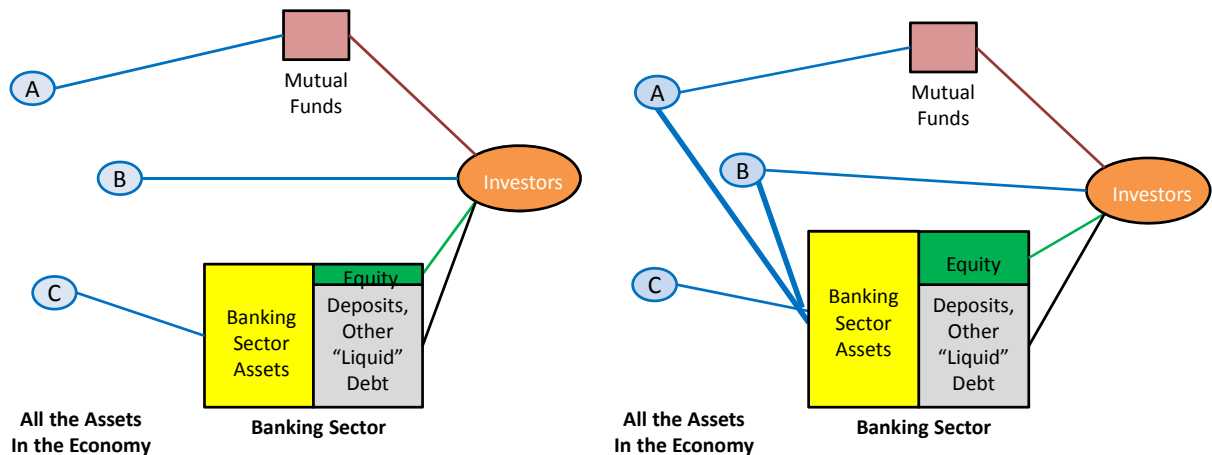 A
Mutual
Funds
B
Investors
C
Equity
Banking
Sector
Assets
Deposits,
Other
“Liquid”
Debt
All the Assets
In the Economy
Banking Sector
A
Mutual
Funds
B
Investors
C
Equity
Banking
Sector
Assets
Deposits,
Other
“Liquid”
Debt
All the Assets
In the Economy
Banking Sector